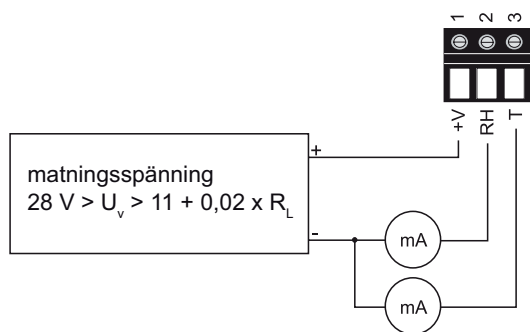 1 2 3
+V RH T
+
matningsspänning
28 V > Uv > 11 + 0,02 x RL
-
mA
mA